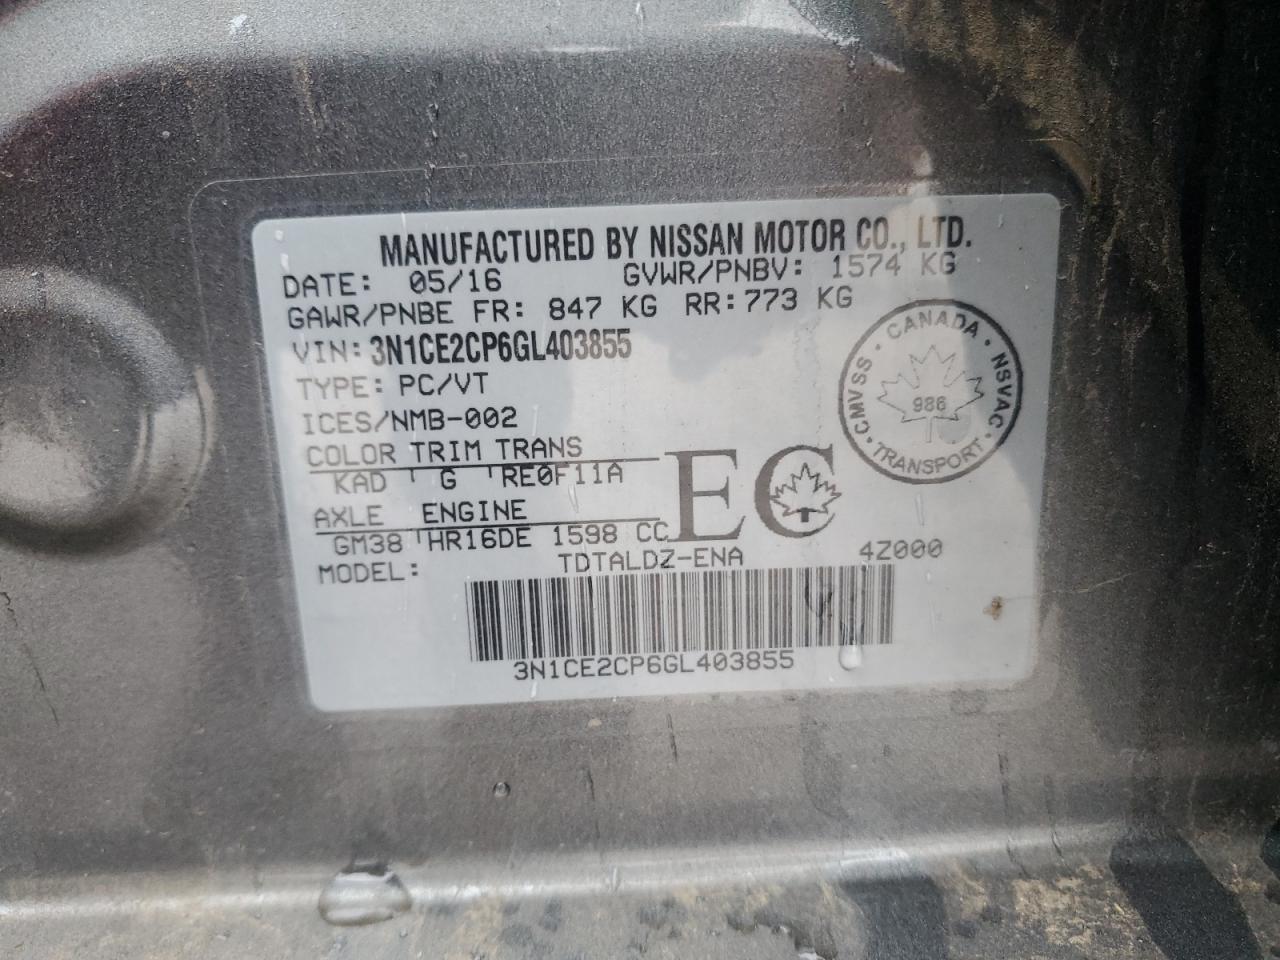 MANUFACTURED BY NISSAN MOTOR CO., LTD.
DATE: 05/16 GVWR/PNBV: 1574 KG
GAWR/PNBE FR: 847 KG RR: 773 KG
VIN: 3N1CE2CP6GL403855
TYPE: PC/VT
ICES/NMB-002
COLOR TRIM TRANS
KAD G RE0F11A
AXLE ENGINE
GM38 HR16DE 1598 CC
MODEL: TDTALDZ-ENA 4Z000
3N1CE2CP6GL403855
EC
CANADA · NSVAC · TRANSPORT · CMVSS ·
986